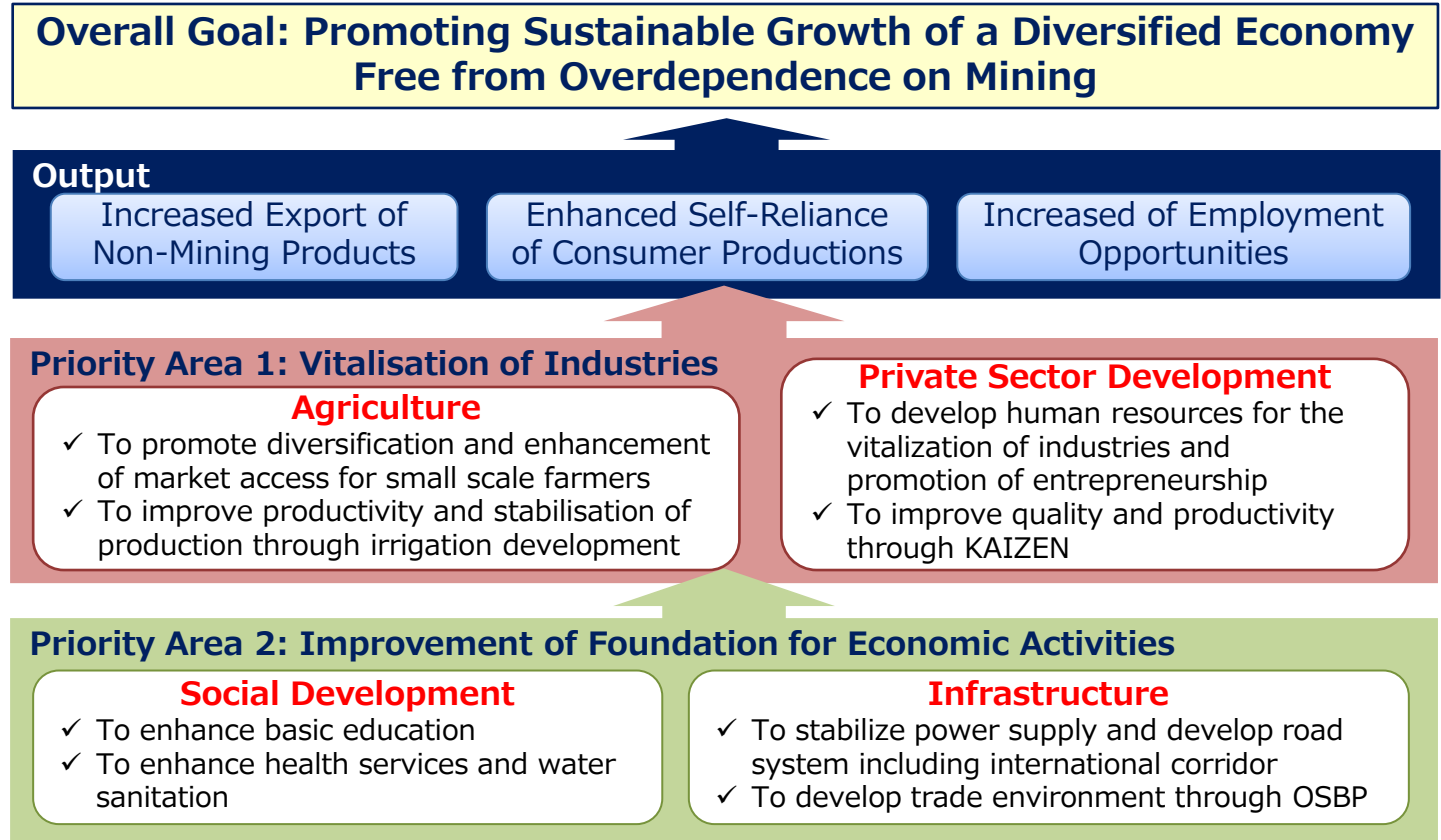 Overall Goal: Promoting Sustainable Growth of a Diversified Economy
Free from Overdependence on Mining
Output
Increased Export of
Non-Mining Products
Enhanced Self-Reliance
of Consumer Productions
Increased of Employment
Opportunities
Priority Area 1: Vitalisation of Industries
Agriculture
✓ To promote diversification and enhancement
of market access for small scale farmers
✓ To improve productivity and stabilisation of
production through irrigation development
Private Sector Development
✓ To develop human resources for the
vitalization of industries and
promotion of entrepreneurship
✓ To improve quality and productivity
through KAIZEN
Priority Area 2: Improvement of Foundation for Economic Activities
Social Development
✓ To enhance basic education
✓ To enhance health services and water
sanitation
Infrastructure
✓ To stabilize power supply and develop road
system including international corridor
✓ To develop trade environment through OSBP